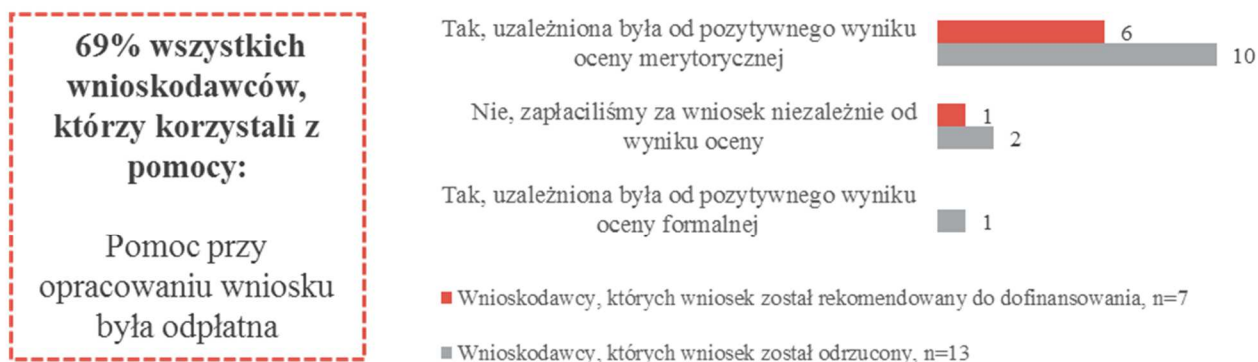 69% wszystkich
wnioskodawców,
którzy korzystali z
pomocy:
Pomoc przy
opracowaniu wniosku
była odpłatna
Tak, uzależniona była od pozytywnego wyniku
oceny merytorycznej
6
10
Nie, zapłaciliśmy za wniosek niezależnie od
wyniku oceny
1
2
Tak, uzależniona była od pozytywnego wyniku
oceny formalnej
1
Wnioskodawcy, których wniosek został rekomendowany do dofinansowania, n=7
Wnioskodawcy, których wniosek został odrzucony, n=13